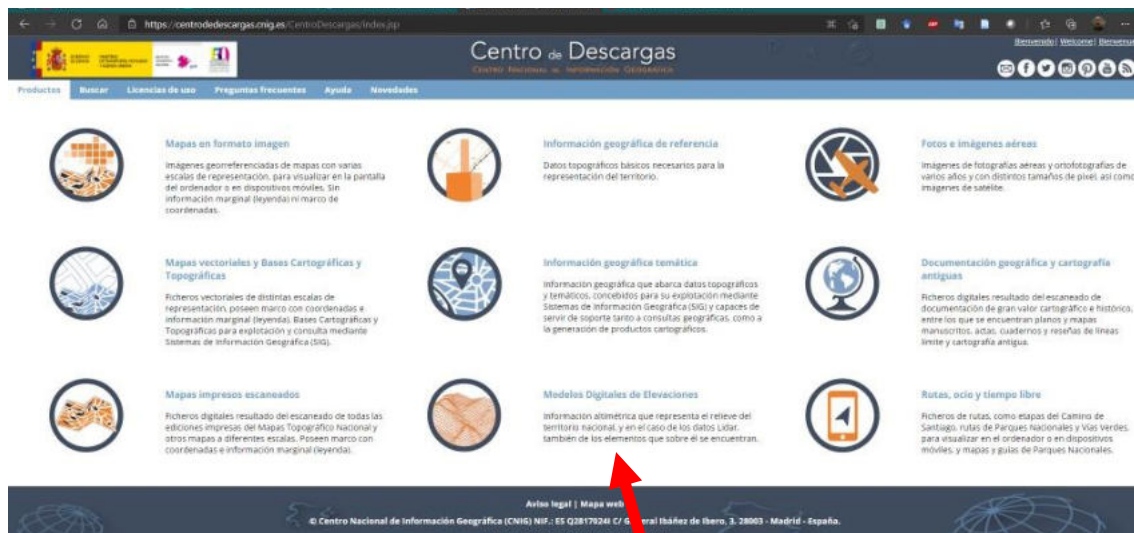 https://centrodedescargas.cnig.es/CentroDescargas/index.jsp
Centro de Descargas
Centro Nacional de Información Geográfica
Bienvenido! Welcome! Bienvenue
Productos Buscar Licencias de uso Preguntas frecuentes Ayuda Novedades
Mapas en formato imagen
Imágenes georreferenciadas de mapas con varias
escalas de representación, para visualizar en la pantalla
del ordenador o en dispositivos móviles. Sin
información marginal (leyenda) ni marco de
coordenadas.
Información geográfica de referencia
Datos topográficos básicos necesarios para la
representación del territorio.
Fotos e imágenes aéreas
Imágenes de fotografías aéreas y ortofotografías de
varios años y con distintos tamaños de píxel, así como
imágenes de satélite.
Mapas vectoriales y Bases Cartográficas y
Topográficas
Ficheros vectoriales de distintas escalas de
representación, poseen marco con coordenadas e
información marginal (leyenda). Bases Cartográficas y
Topográficas para explotación y consulta mediante
Sistemas de Información Geográfica (SIG).
Información geográfica temática
Información geográfica que abarca datos topográficos
y temáticos, concebidos para su explotación mediante
Sistemas de Información Geográfica (SIG) y capaces de
servir de soporte tanto a consultas geográficas, como a
la generación de productos cartográficos.
Documentación geográfica y cartografía
antiguas
Ficheros digitales resultado del escaneado de
documentación de gran valor cartográfico e histórico,
entre los que se encuentran planos y mapas
manuscritos, actas, cuadernos y reseñas de líneas
límite y cartografía antigua.
Mapas impresos escaneados
Ficheros digitales resultado del escaneado de todas las
ediciones impresas del Mapas Topográfico Nacional y
otros mapas a diferentes escalas. Poseen marco con
coordenadas e información marginal (leyenda).
Modelos Digitales de Elevaciones
Información altimétrica que representa el relieve del
territorio nacional, y en el caso de los datos Lidar,
también de los elementos que sobre él se encuentran.
Rutas, ocio y tiempo libre
Ficheros de rutas, como etapas del Camino de
Santiago, rutas de Parques Nacionales y Vías Verdes,
para visualizar en el ordenador o en dispositivos
móviles, y mapas y guías de Parques Nacionales.
Aviso legal | Mapa web
© Centro Nacional de Información Geográfica (CNIG) NIF.: ES Q2817024I C/ General Ibáñez de Ibero, 3. 28003 - Madrid - España.